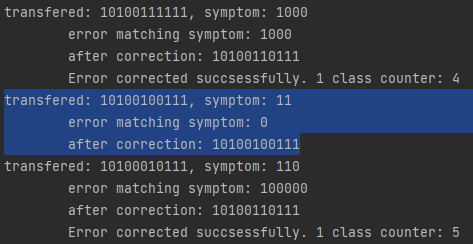 transfered: 10100111111, symptom: 1000
error matching symptom: 1000
after correction: 10100110111
Error corrected succsessfully. 1 class counter: 4
transfered: 10100100111, symptom: 11
error matching symptom: 0
after correction: 10100100111
transfered: 10100010111, symptom: 110
error matching symptom: 100000
after correction: 10100110111
Error corrected succsessfully. 1 class counter: 5